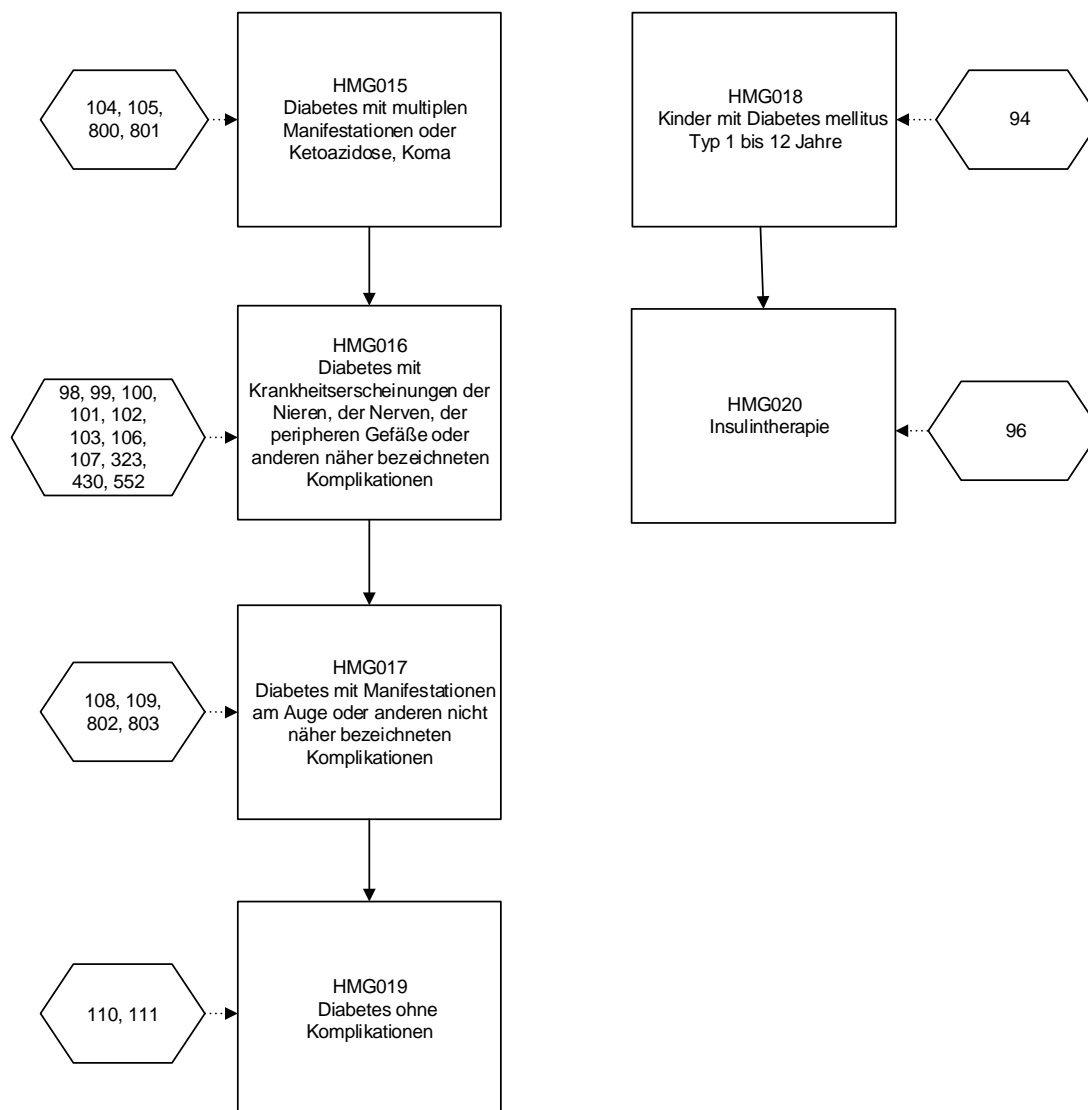 104, 105,
800, 801
HMG015
Diabetes mit multiplen
Manifestationen oder
Ketoazidose, Koma
HMG018
Kinder mit Diabetes mellitus
Typ 1 bis 12 Jahre
94
98, 99, 100,
101, 102,
103, 106,
107, 323,
430, 552
HMG016
Diabetes mit
Krankheitserscheinungen der
Nieren, der Nerven, der
peripheren Gefäße oder
anderen näher bezeichneten
Komplikationen
HMG020
Insulintherapie
96
108, 109,
802, 803
HMG017
Diabetes mit Manifestationen
am Auge oder anderen nicht
näher bezeichneten
Komplikationen
110, 111
HMG019
Diabetes ohne
Komplikationen